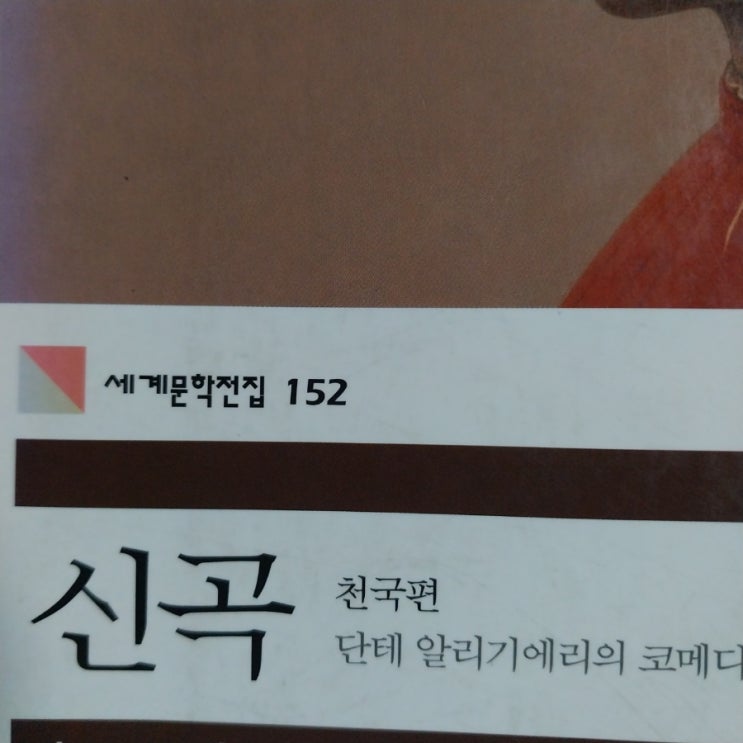 세계문학전집 152
신곡
천국편
단테 알리기에리의 코메디